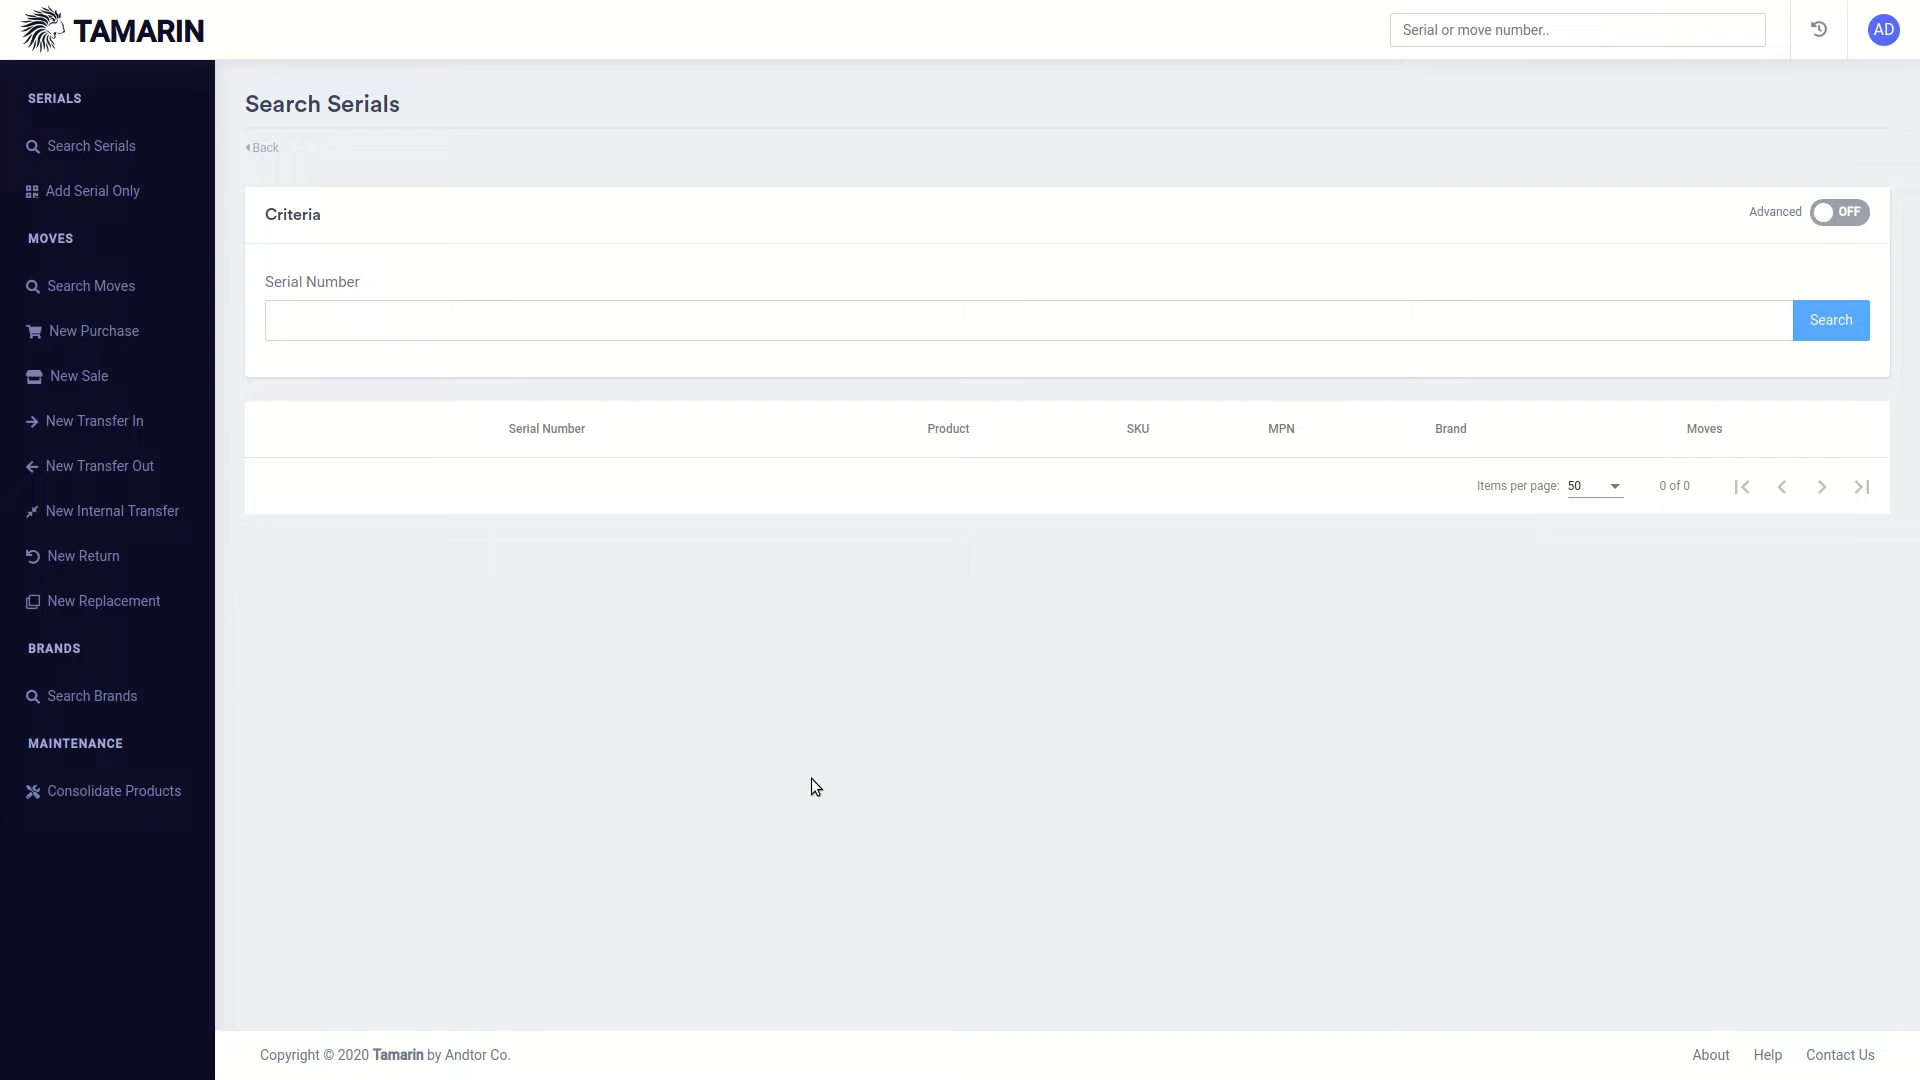 TAMARIN
Serial or move number..
AD
SERIALS
Search Serials
Add Serial Only
MOVES
Search Moves
New Purchase
New Sale
New Transfer In
New Transfer Out
New Internal Transfer
New Return
New Replacement
BRANDS
Search Brands
MAINTENANCE
Consolidate Products
Search Serials
Back
Criteria
Advanced OFF
Serial Number
Search
Serial Number Product SKU MPN Brand Moves
Items per page: 50 0 of 0
Copyright © 2020 Tamarin by Andtor Co.
About Help Contact Us